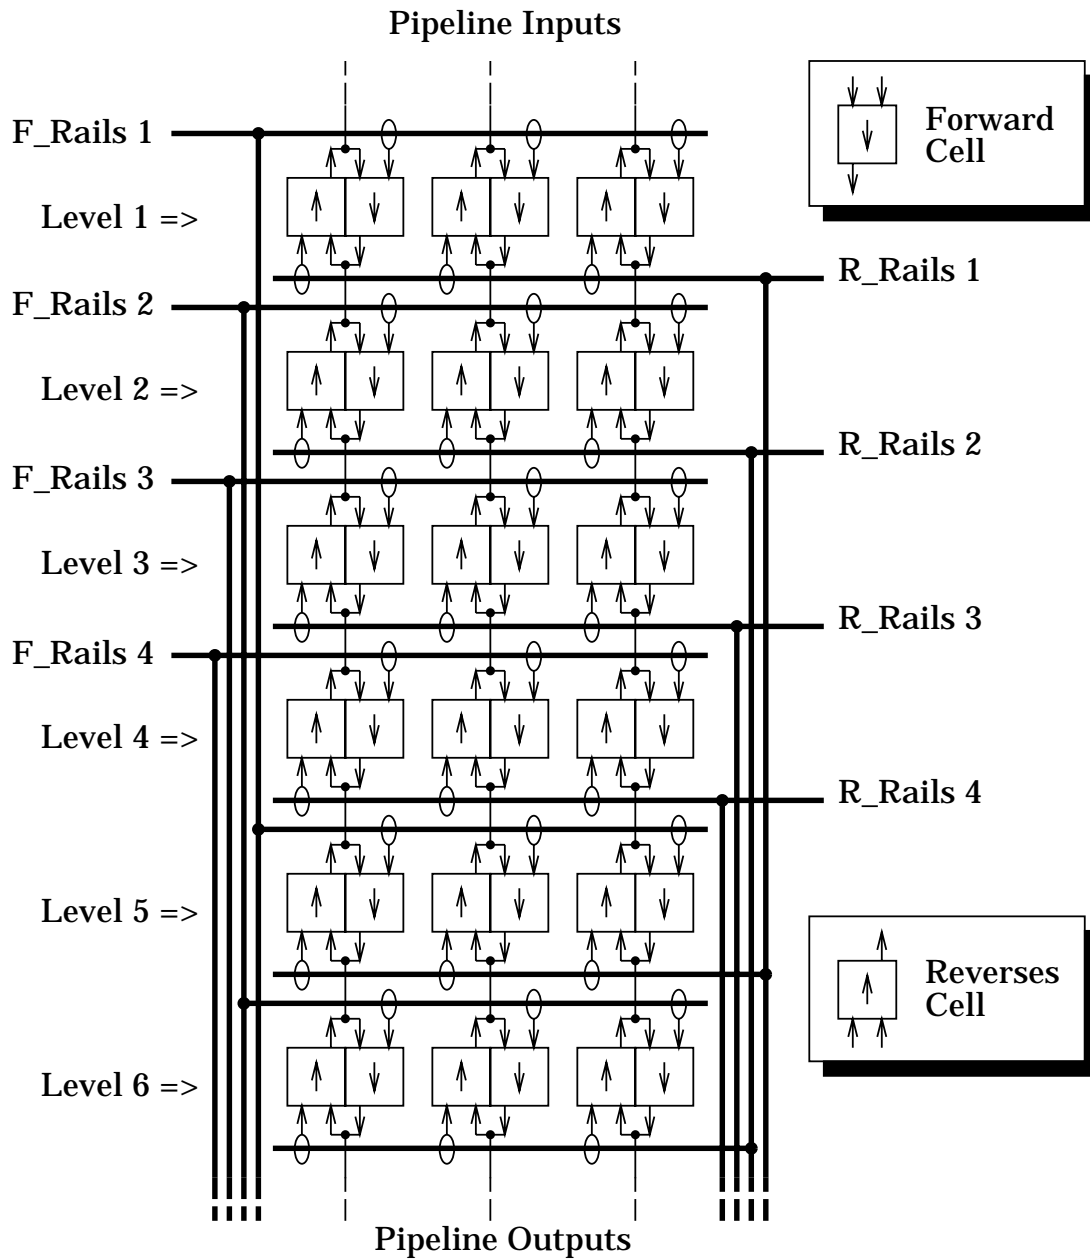 Pipeline Inputs
F_Rails 1
Forward
Cell
Level 1 =>
R_Rails 1
F_Rails 2
Level 2 =>
R_Rails 2
F_Rails 3
Level 3 =>
R_Rails 3
F_Rails 4
Level 4 =>
R_Rails 4
Level 5 =>
Reverses
Cell
Level 6 =>
Pipeline Outputs